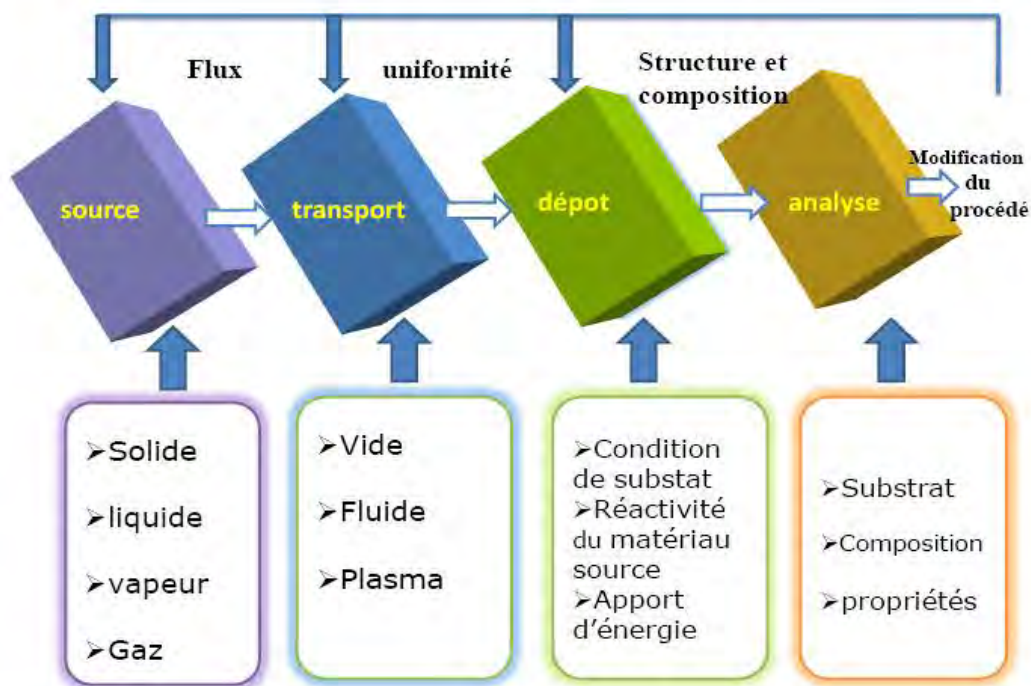 Flux
uniformité
Structure et
composition
source
transport
dépot
analyse
Modification
du
procédé
➢Solide
➢liquide
➢vapeur
➢Gaz
➢Vide
➢Fluide
➢Plasma
➢Condition
de substat
➢Réactivité
du matériau
source
➢Apport
d’énergie
➢Substrat
➢Composition
➢propriétés